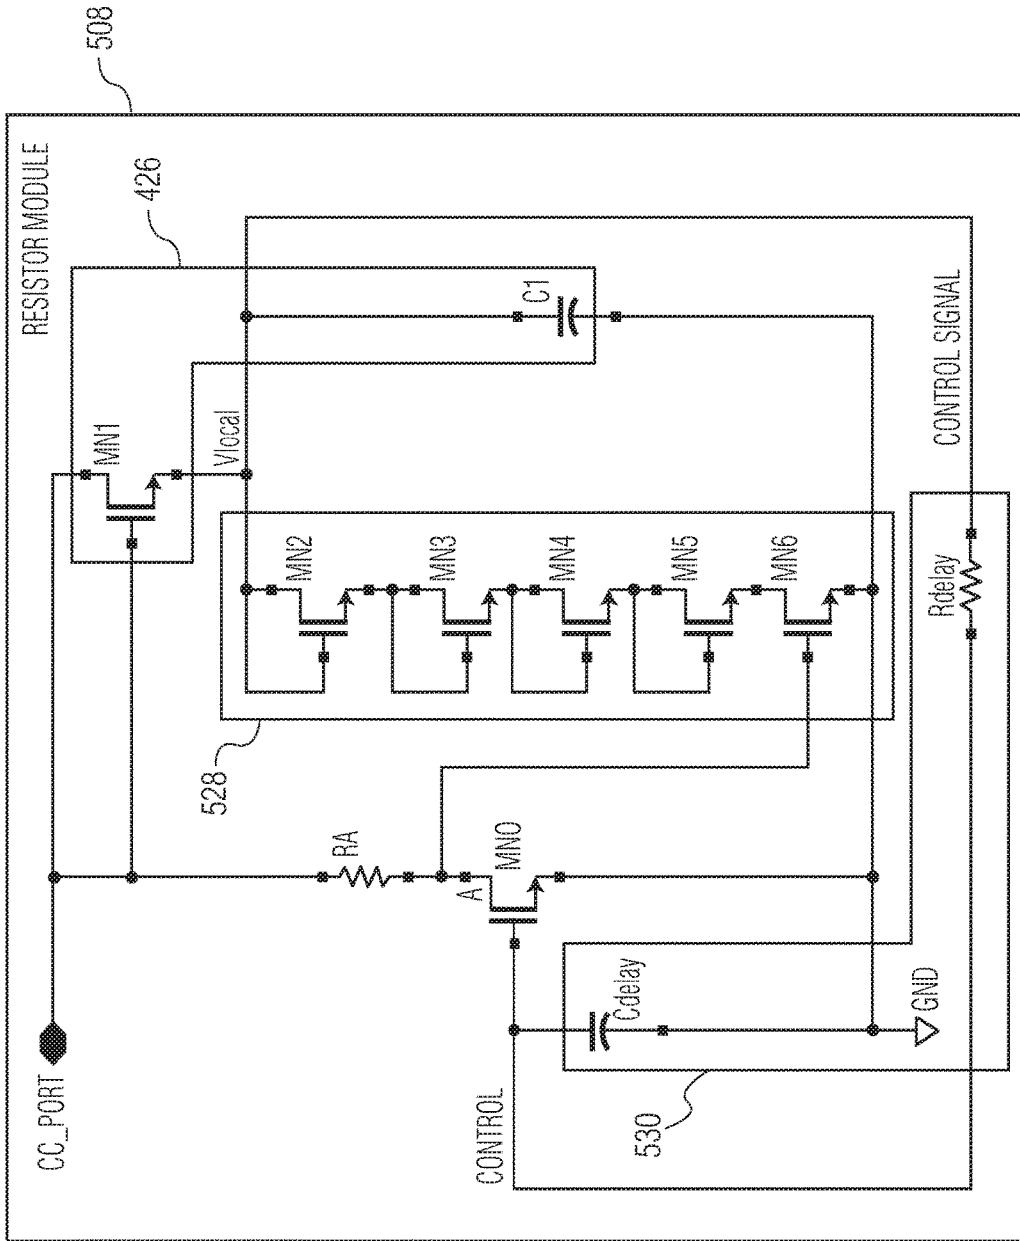 508
RESISTOR MODULE
426
MN1
C1
Vlocal
CONTROL SIGNAL
MN2
MN3
MN4
MN5
MN6
Rdelay
528
RA
A
MN0
CC_PORT
CONTROL
Cdelay
GND
530